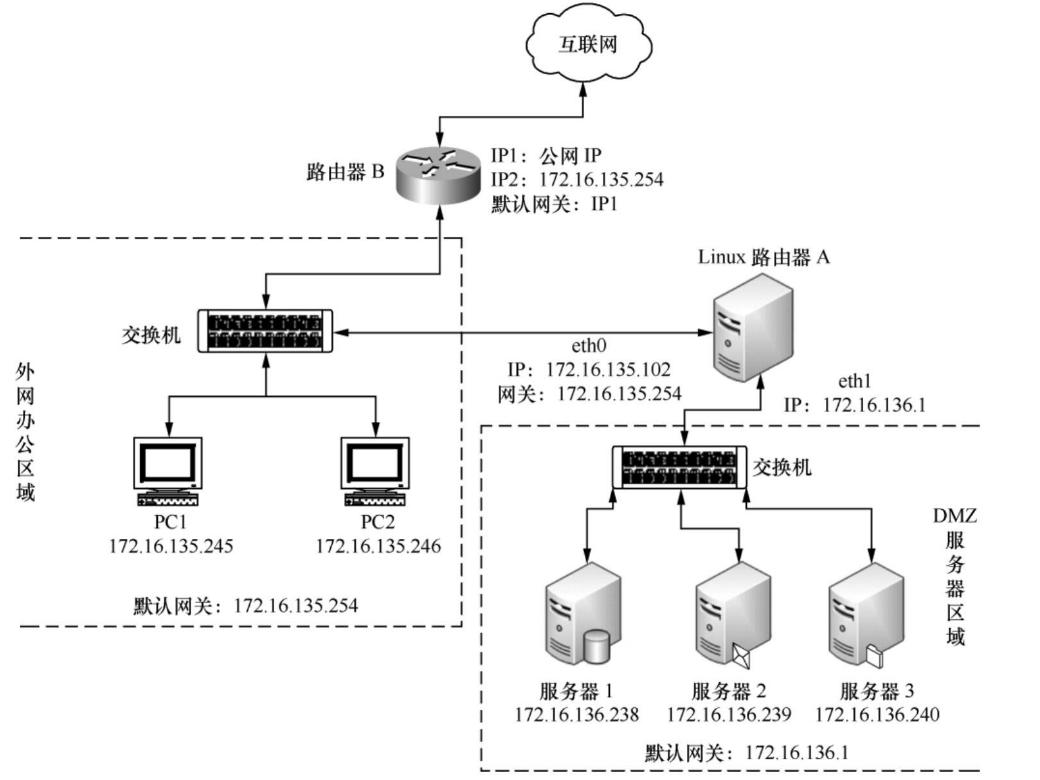 互联网
路由器 B
IP1：公网 IP
IP2：172.16.135.254
默认网关：IP1
Linux 路由器 A
交换机
eth0
IP：172.16.135.102
网关：172.16.135.254
eth1
IP：172.16.136.1
外网办公区域
PC1
172.16.135.245
PC2
172.16.135.246
默认网关：172.16.135.254
交换机
DMZ
服务器区域
服务器 1
172.16.136.238
服务器 2
172.16.136.239
服务器 3
172.16.136.240
默认网关：172.16.136.1